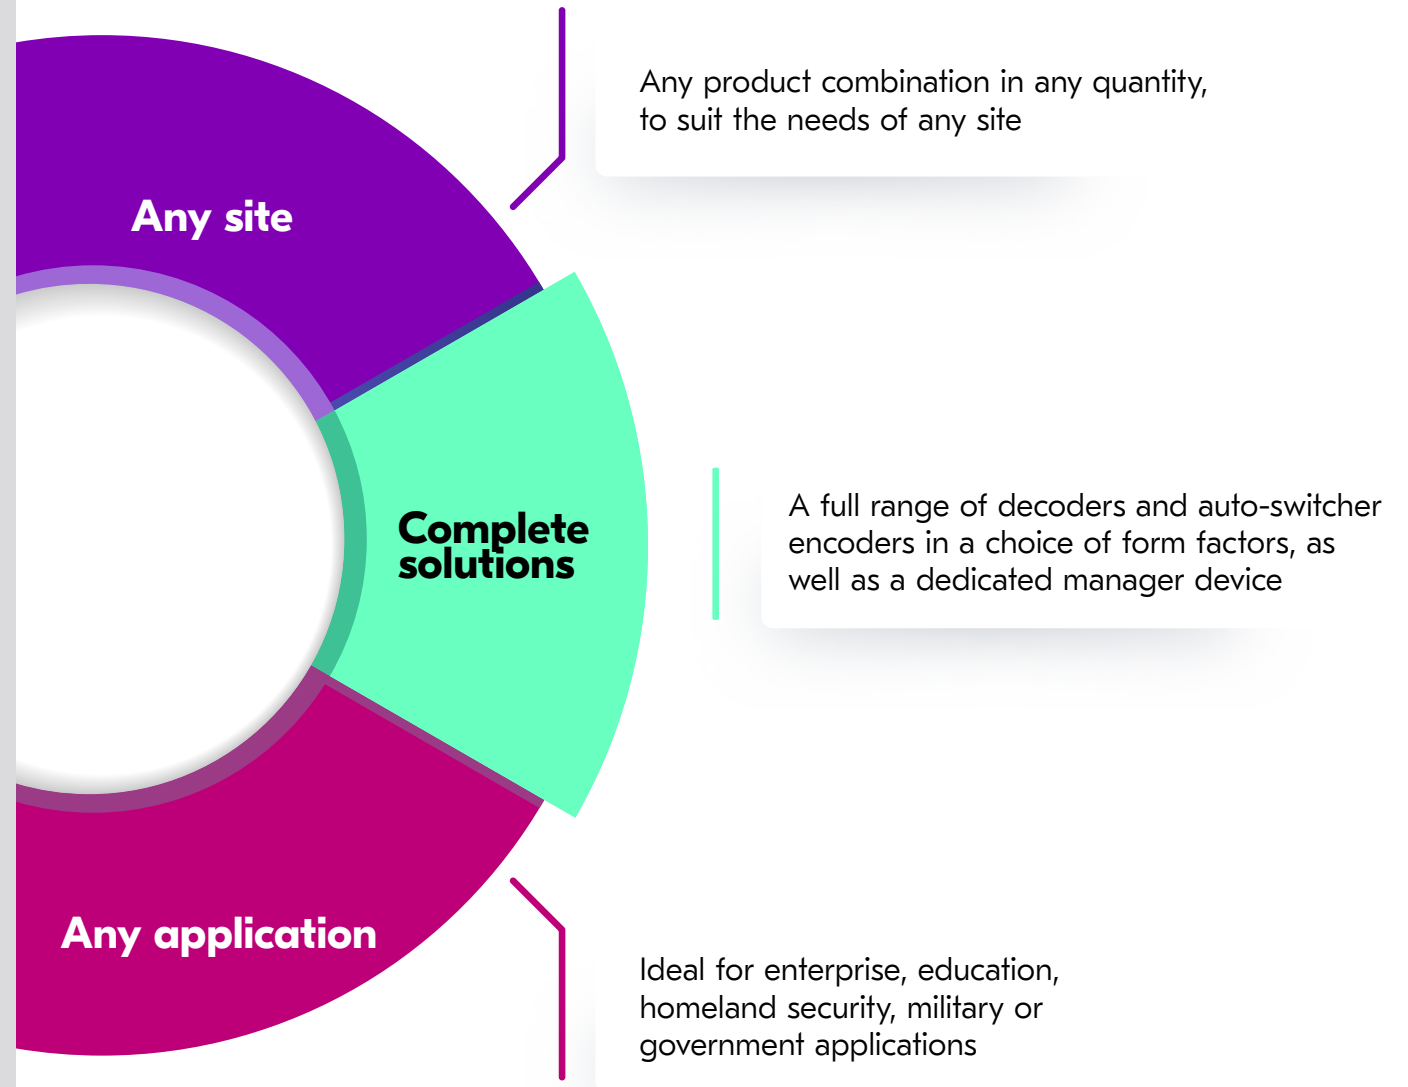 Any site
Any product combination in any quantity,
to suit the needs of any site
Complete
solutions
A full range of decoders and auto-switcher
encoders in a choice of form factors, as
well as a dedicated manager device
Any application
Ideal for enterprise, education,
homeland security, military or
government applications